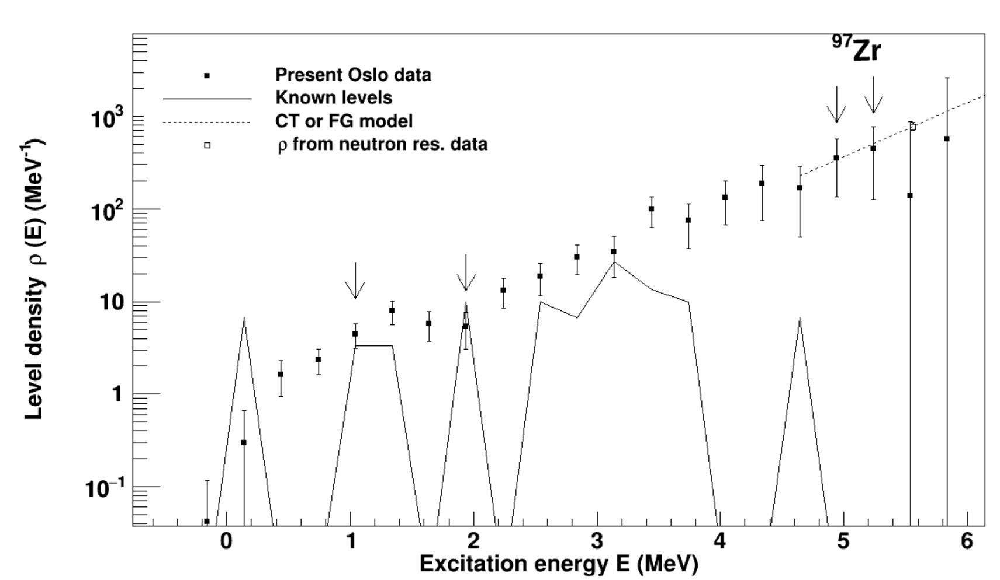 ⁹⁷Zr
Present Oslo data
Known levels
CT or FG model
ρ from neutron res. data
Level density ρ (E) (MeV⁻¹)
10³
10²
10
1
10⁻¹
0 1 2 3 4 5 6
Excitation energy E (MeV)